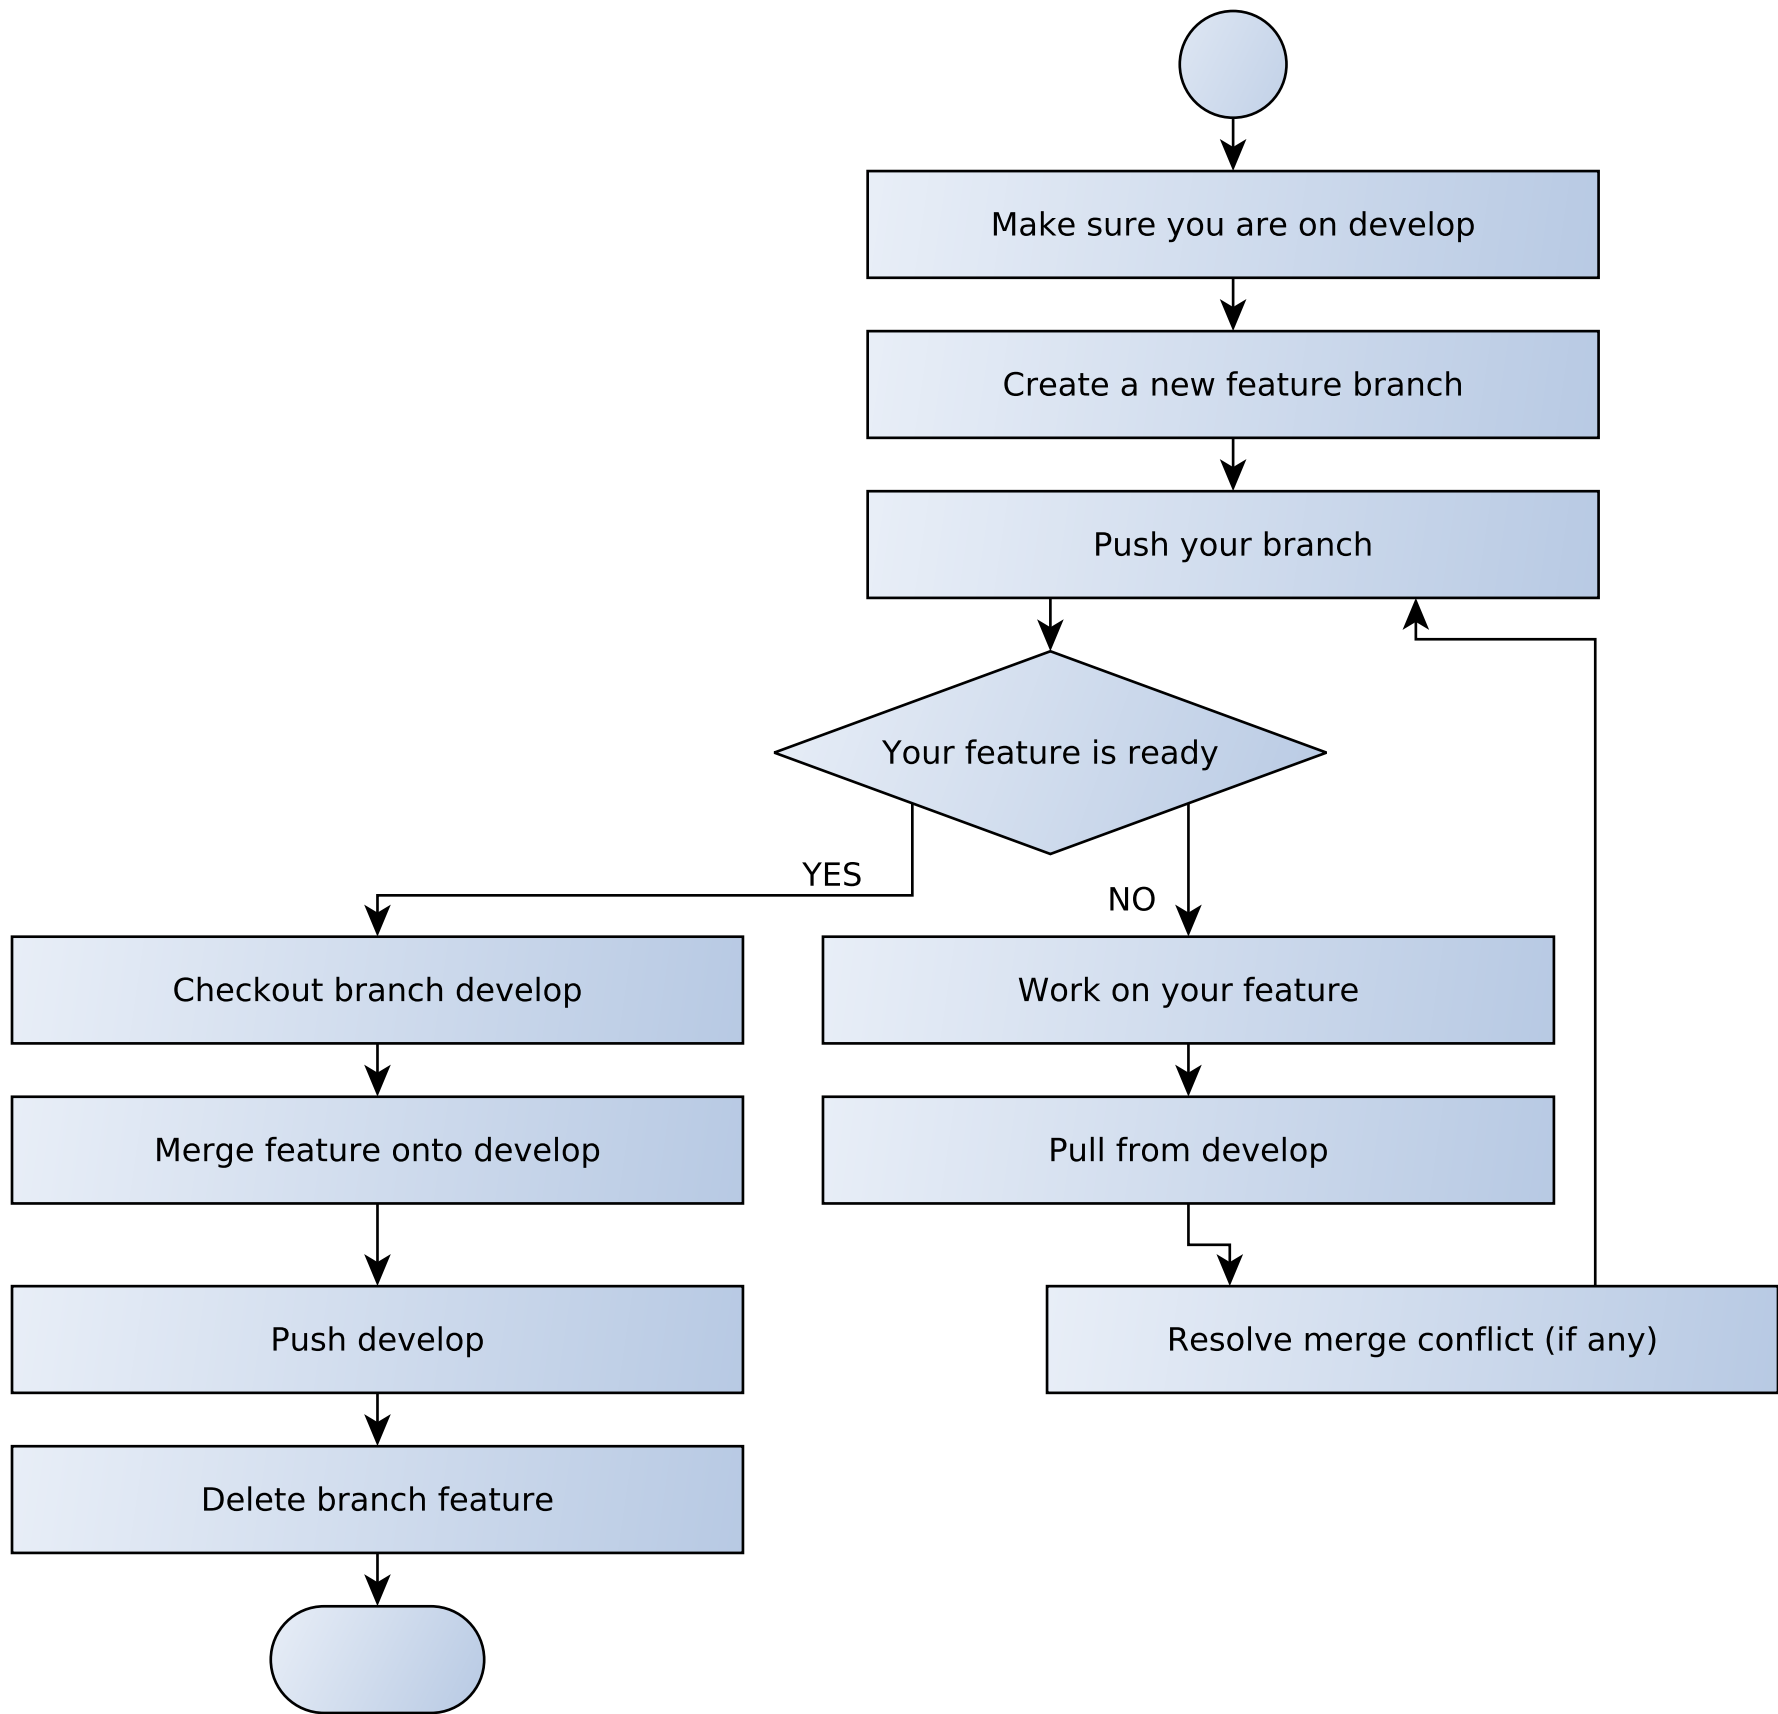 Make sure you are on develop
Create a new feature branch
Push your branch
Your feature is ready
YES
NO
Checkout branch develop
Work on your feature
Merge feature onto develop
Pull from develop
Push develop
Resolve merge conflict (if any)
Delete branch feature